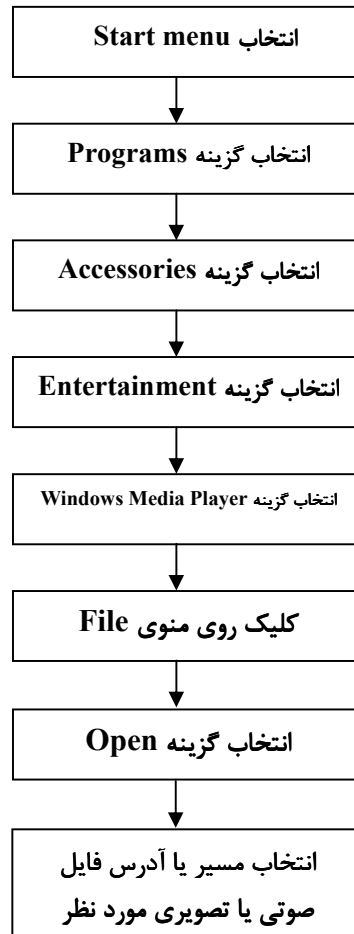 انتخاب Start menu
انتخاب گزینه Programs
انتخاب گزینه Accessories
انتخاب گزینه Entertainment
انتخاب گزینه Windows Media Player
کلیک روی منوی File
انتخاب گزینه Open
انتخاب مسیر یا آدرس فایل
صوتی یا تصویری مورد نظر